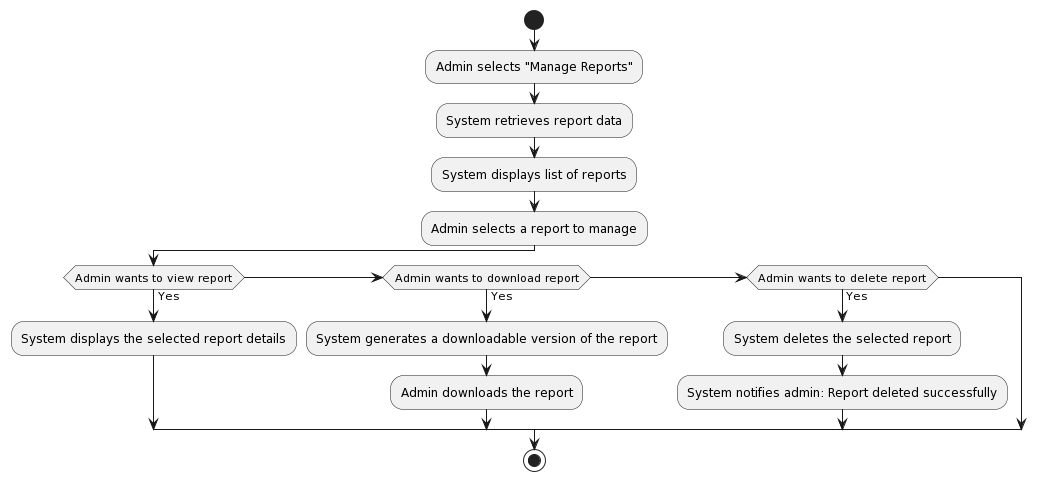 Admin selects "Manage Reports"
System retrieves report data
System displays list of reports
Admin selects a report to manage
Admin wants to view report
Admin wants to download report
Admin wants to delete report
Yes
Yes
Yes
System displays the selected report details
System generates a downloadable version of the report
System deletes the selected report
Admin downloads the report
System notifies admin: Report deleted successfully